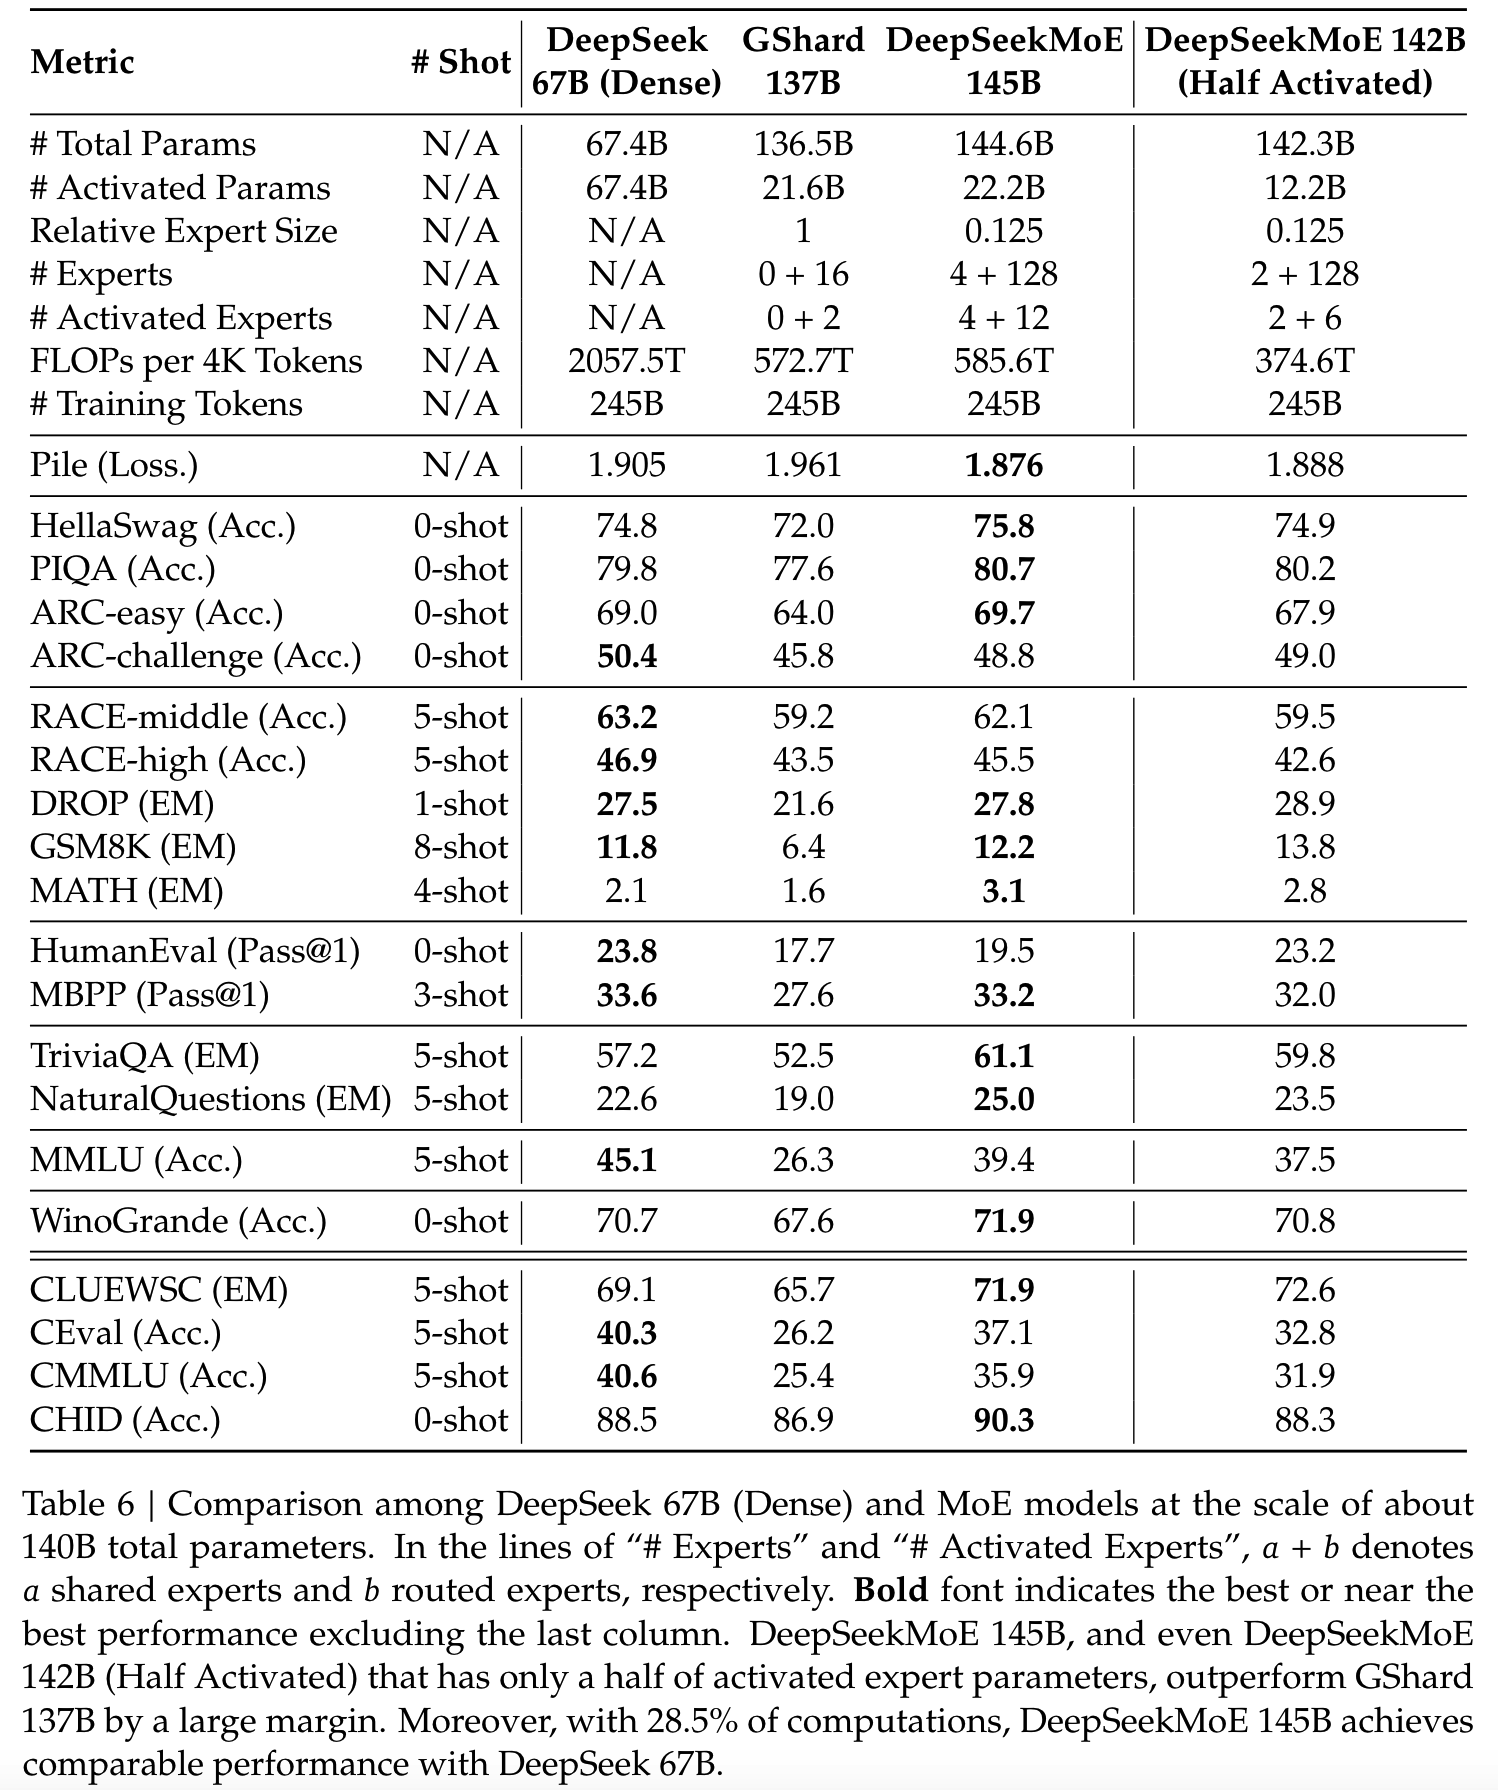 Metric # Shot DeepSeek 67B (Dense) GShard 137B DeepSeekMoE 145B DeepSeekMoE 142B (Half Activated)
# Total Params N/A 67.4B 136.5B 144.6B 142.3B
# Activated Params N/A 67.4B 21.6B 22.2B 12.2B
Relative Expert Size N/A N/A 1 0.125 0.125
# Experts N/A N/A 0 + 16 4 + 128 2 + 128
# Activated Experts N/A N/A 0 + 2 4 + 12 2 + 6
FLOPs per 4K Tokens N/A 2057.5T 572.7T 585.6T 374.6T
# Training Tokens N/A 245B 245B 245B 245B
Pile (Loss.) N/A 1.905 1.961 1.876 1.888
HellaSwag (Acc.) 0-shot 74.8 72.0 75.8 74.9
PIQA (Acc.) 0-shot 79.8 77.6 80.7 80.2
ARC-easy (Acc.) 0-shot 69.0 64.0 69.7 67.9
ARC-challenge (Acc.) 0-shot 50.4 45.8 48.8 49.0
RACE-middle (Acc.) 5-shot 63.2 59.2 62.1 59.5
RACE-high (Acc.) 5-shot 46.9 43.5 45.5 42.6
DROP (EM) 1-shot 27.5 21.6 27.8 28.9
GSM8K (EM) 8-shot 11.8 6.4 12.2 13.8
MATH (EM) 4-shot 2.1 1.6 3.1 2.8
HumanEval (Pass@1) 0-shot 23.8 17.7 19.5 23.2
MBPP (Pass@1) 3-shot 33.6 27.6 33.2 32.0
TriviaQA (EM) 5-shot 57.2 52.5 61.1 59.8
NaturalQuestions (EM) 5-shot 22.6 19.0 25.0 23.5
MMLU (Acc.) 5-shot 45.1 26.3 39.4 37.5
WinoGrande (Acc.) 0-shot 70.7 67.6 71.9 70.8
CLUEWSC (EM) 5-shot 69.1 65.7 71.9 72.6
CEval (Acc.) 5-shot 40.3 26.2 37.1 32.8
CMMLU (Acc.) 5-shot 40.6 25.4 35.9 31.9
CHID (Acc.) 0-shot 88.5 86.9 90.3 88.3
Table 6 | Comparison among DeepSeek 67B (Dense) and MoE models at the scale of about
140B total parameters. In the lines of “# Experts” and “# Activated Experts”, a + b denotes
a shared experts and b routed experts, respectively. Bold font indicates the best or near the
best performance excluding the last column. DeepSeekMoE 145B, and even DeepSeekMoE
142B (Half Activated) that has only a half of activated expert parameters, outperform GShard
137B by a large margin. Moreover, with 28.5% of computations, DeepSeekMoE 145B achieves
comparable performance with DeepSeek 67B.